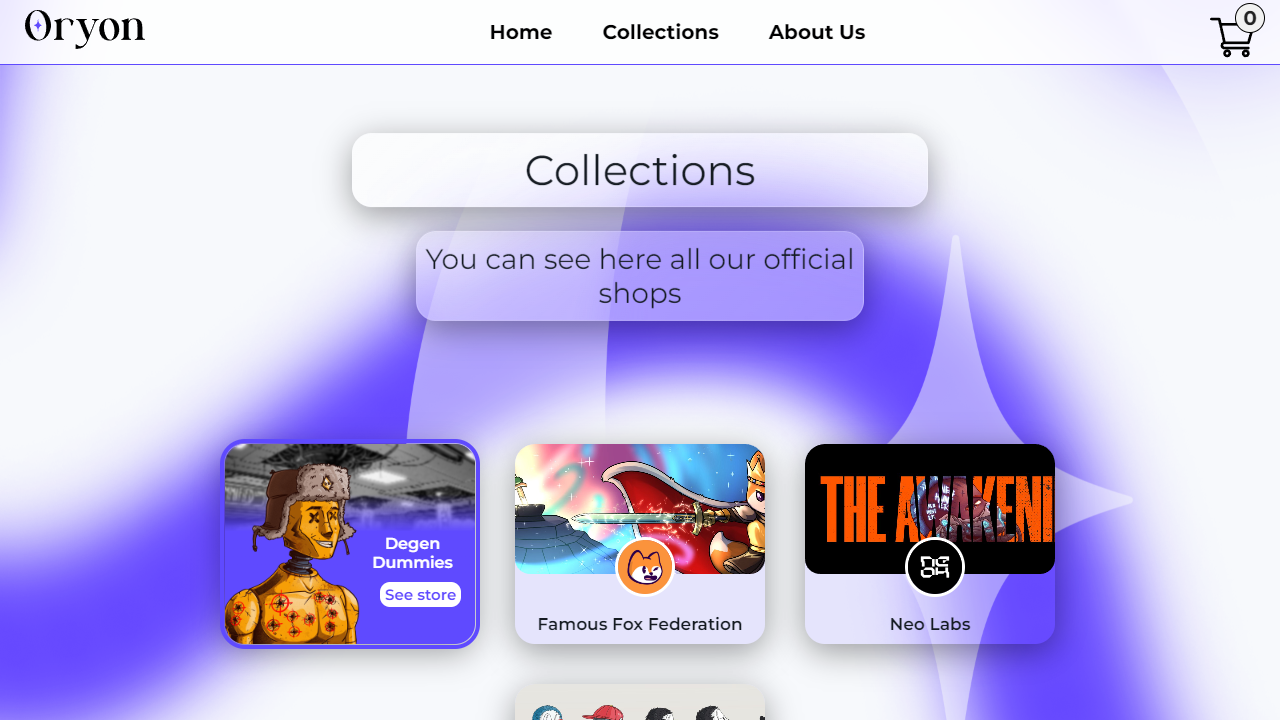 Oryon
Home
Collections
About Us
0
Collections
You can see here all our official
shops
Degen
Dummies
See store
THE AWAKENI
Famous Fox Federation
Neo Labs